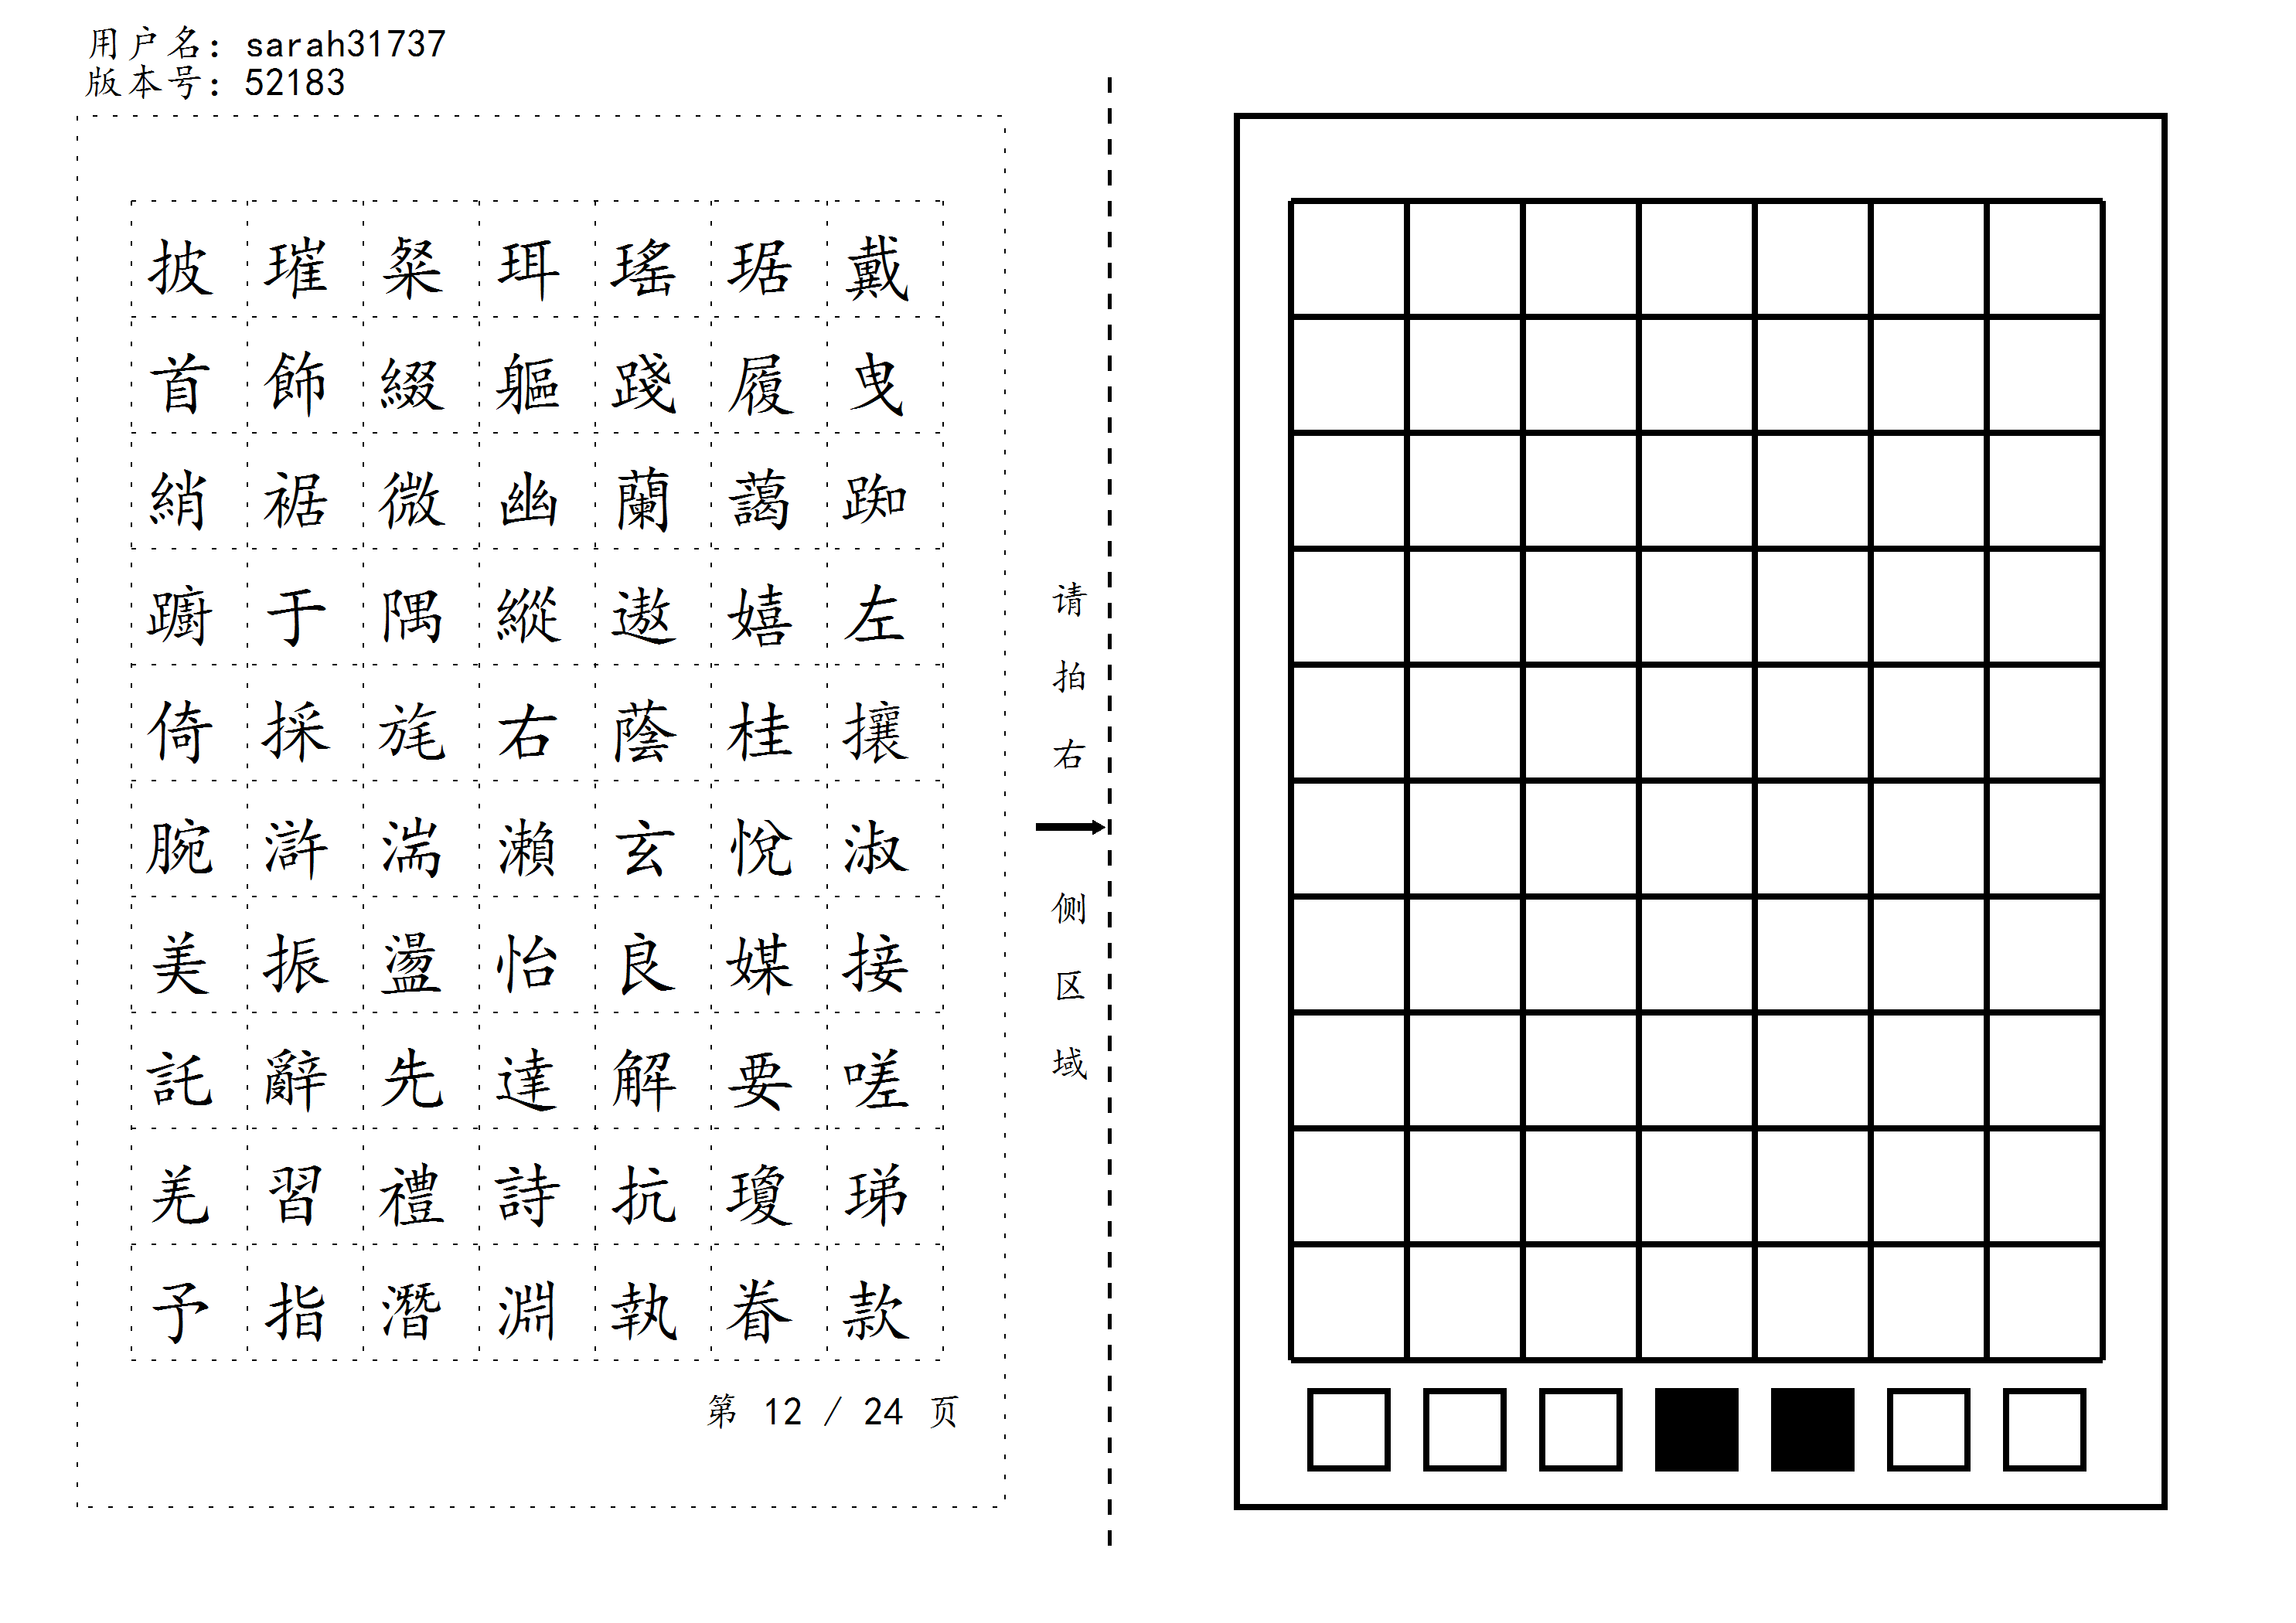 用户名: sarah31737
版本号: 52183
披璀粲珥瑤琚戴
首飾綴軀踐履曳
綃裾微幽蘭藹踟
躕于隅縱遨嬉左
倚採旄右蔭桂攘
腕滸湍瀨玄悅淑
美振盪怡良媒接
託辭先達解要嗟
羌習禮詩抗瓊珶
予指潛淵執眷款
第 12 / 24 页
请拍右侧区域